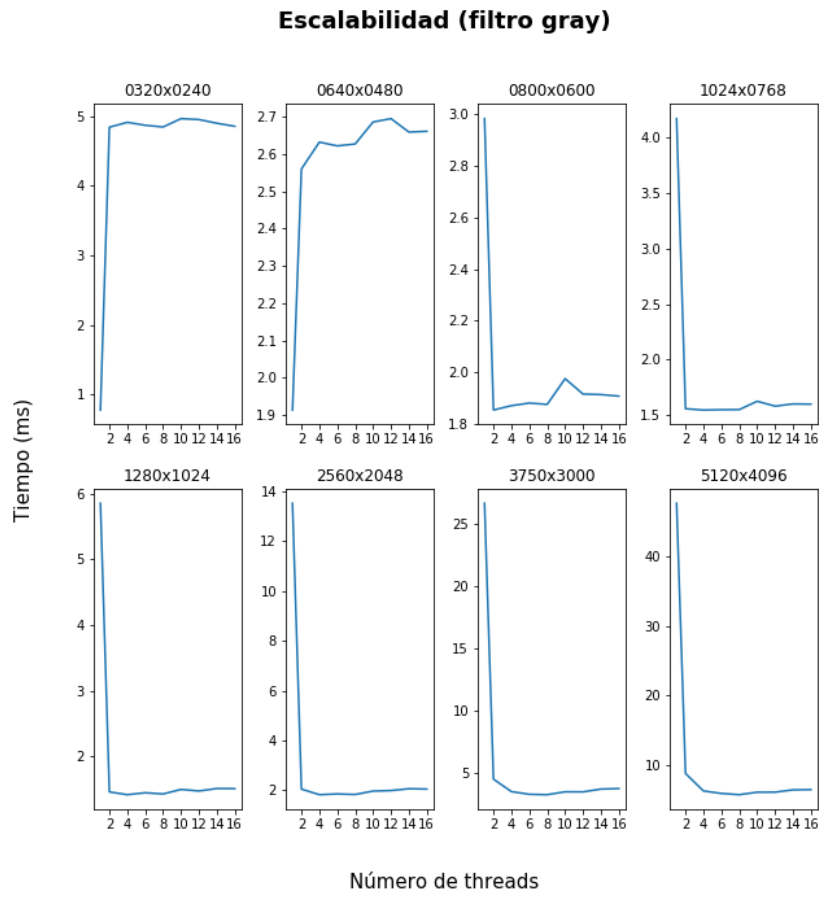 Escalabilidad (filtro gray)
0320x0240 0640x0480 0800x0600 1024x0768
5 4 3 2 1
2.7 2.6 2.5 2.4 2.3 2.2 2.1 2.0 1.9
3.0 2.8 2.6 2.4 2.2 2.0 1.8
4.0 3.5 3.0 2.5 2.0 1.5
2 4 6 8 10 12 14 16 2 4 6 8 10 12 14 16 2 4 6 8 10 12 14 16 2 4 6 8 10 12 14 16
Tiempo (ms)
1280x1024 2560x2048 3750x3000 5120x4096
6 5 4 3 2
14 12 10 8 6 4 2
25 20 15 10 5
40 30 20 10
2 4 6 8 10 12 14 16 2 4 6 8 10 12 14 16 2 4 6 8 10 12 14 16 2 4 6 8 10 12 14 16
Número de threads